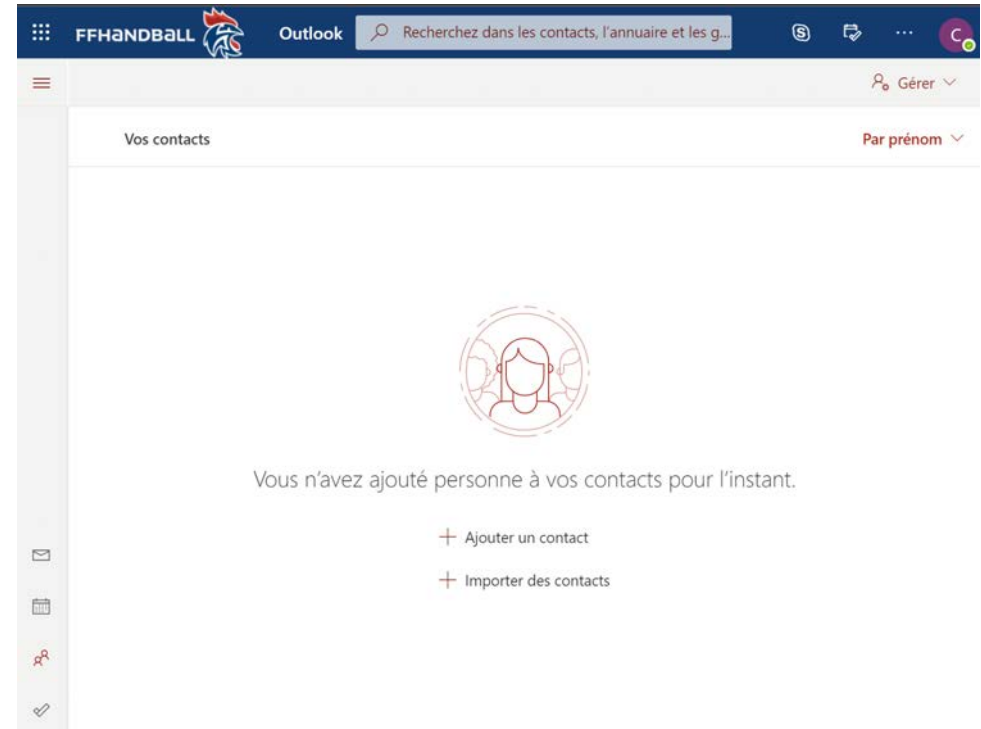 FFHANDBALL
Outlook
Recherchez dans les contacts, l'annuaire et les g...
C
Gérer
Vos contacts
Par prénom
Vous n'avez ajouté personne à vos contacts pour l'instant.
Ajouter un contact
Importer des contacts